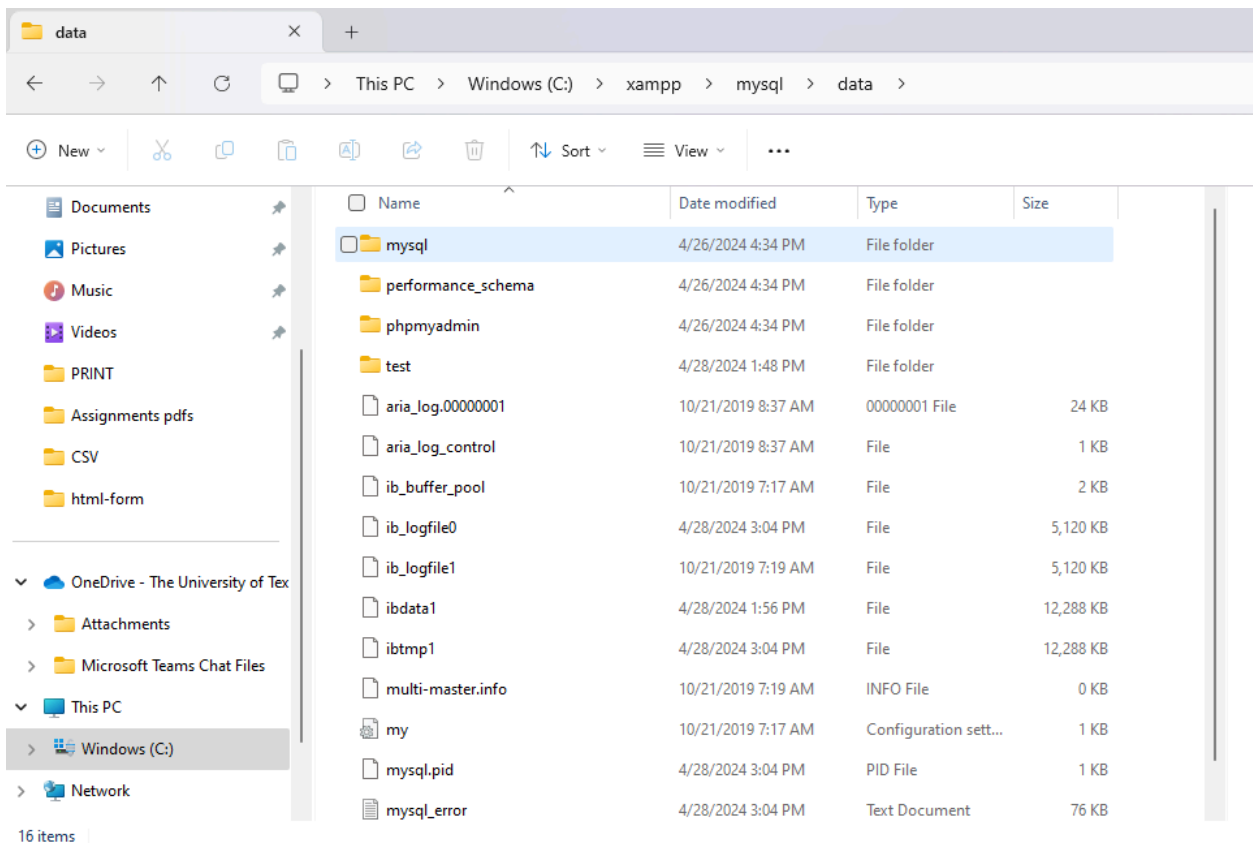 data
This PC > Windows (C:) > xampp > mysql > data >
New Sort View ...
Documents
Pictures
Music
Videos
PRINT
Assignments pdfs
CSV
html-form
OneDrive - The University of Tex
Attachments
Microsoft Teams Chat Files
This PC
Windows (C:)
Network
Name Date modified Type Size
mysql 4/26/2024 4:34 PM File folder
performance_schema 4/26/2024 4:34 PM File folder
phpmyadmin 4/26/2024 4:34 PM File folder
test 4/28/2024 1:48 PM File folder
aria_log.00000001 10/21/2019 8:37 AM 00000001 File 24 KB
aria_log_control 10/21/2019 8:37 AM File 1 KB
ib_buffer_pool 10/21/2019 7:17 AM File 2 KB
ib_logfile0 4/28/2024 3:04 PM File 5,120 KB
ib_logfile1 10/21/2019 7:19 AM File 5,120 KB
ibdata1 4/28/2024 1:56 PM File 12,288 KB
ibtmp1 4/28/2024 3:04 PM File 12,288 KB
multi-master.info 10/21/2019 7:19 AM INFO File 0 KB
my 10/21/2019 7:17 AM Configuration sett... 1 KB
mysql.pid 4/28/2024 3:04 PM PID File 1 KB
mysql_error 4/28/2024 3:04 PM Text Document 76 KB
16 items